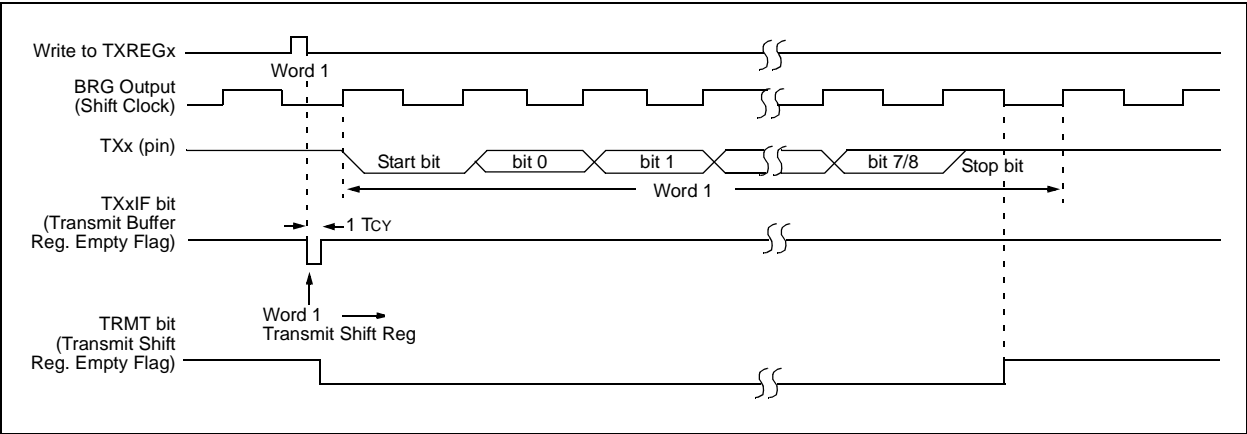 Write to TXREGx
Word 1
BRG Output
(Shift Clock)
TXx (pin)
Start bit
bit 0
bit 1
bit 7/8
Stop bit
Word 1
TXxIF bit
(Transmit Buffer
Reg. Empty Flag)
1 TCY
Word 1
Transmit Shift Reg
TRMT bit
(Transmit Shift
Reg. Empty Flag)